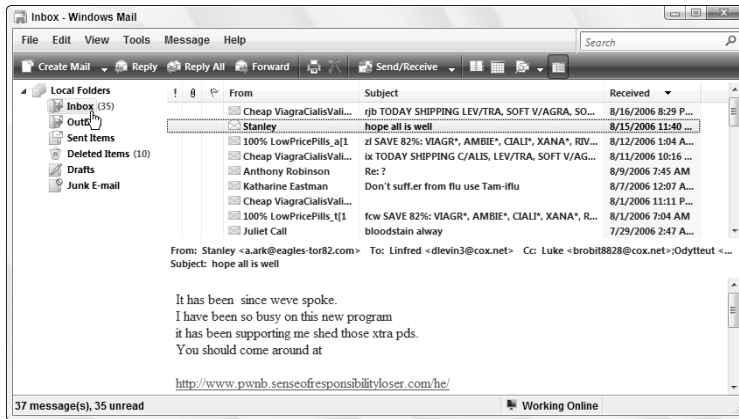 Inbox - Windows Mail
File Edit View Tools Message Help
Search
Create Mail Reply Reply All Forward Send/Receive
Local Folders
Inbox (35)
Sent Items
Deleted Items (10)
Drafts
Junk E-mail
! From Subject Received
Cheap ViagraCialisVali... rjb TODAY SHIPPING LEV/TRA, SOFT V/AGRA, SO... 8/16/2006 8:29 P...
Stanley hope all is well 8/15/2006 11:40 ...
100% LowPricePills_a[1 zl SAVE 82%: VIAGR*, AMBIE*, CIALI*, XANA*, RIV... 8/12/2006 1:04 A...
Cheap ViagraCialisVali... ix TODAY SHIPPING C/ALIS, LEV/TRA, SOFT V/AG... 8/11/2006 10:16 ...
Anthony Robinson Re: ? 8/9/2006 7:45 AM
Katharine Eastman Don't suff.er from flu use Tam-iflu 8/7/2006 12:07 A...
Cheap ViagraCialisVali... 8/1/2006 11:11 P...
100% LowPricePills_t[1 fcw SAVE 82%: VIAGR*, AMBIE*, CIALI*, XANA*, R... 8/1/2006 7:04 AM
Juliet Call bloodstain alway 7/29/2006 2:47 A...
From: Stanley <a.ark@eagles-tor82.com> To: Linfred <dlevin3@cox.net> Cc: Luke <brobit8828@cox.net>;Odytteut <...
Subject: hope all is well
It has been since weve spoke.
I have been so busy on this new program
it has been supporting me shed those xtra pds.
You should come around at
http://www.pwnb.senseofresponsibilityloser.com/he/
37 message(s), 35 unread
Working Online